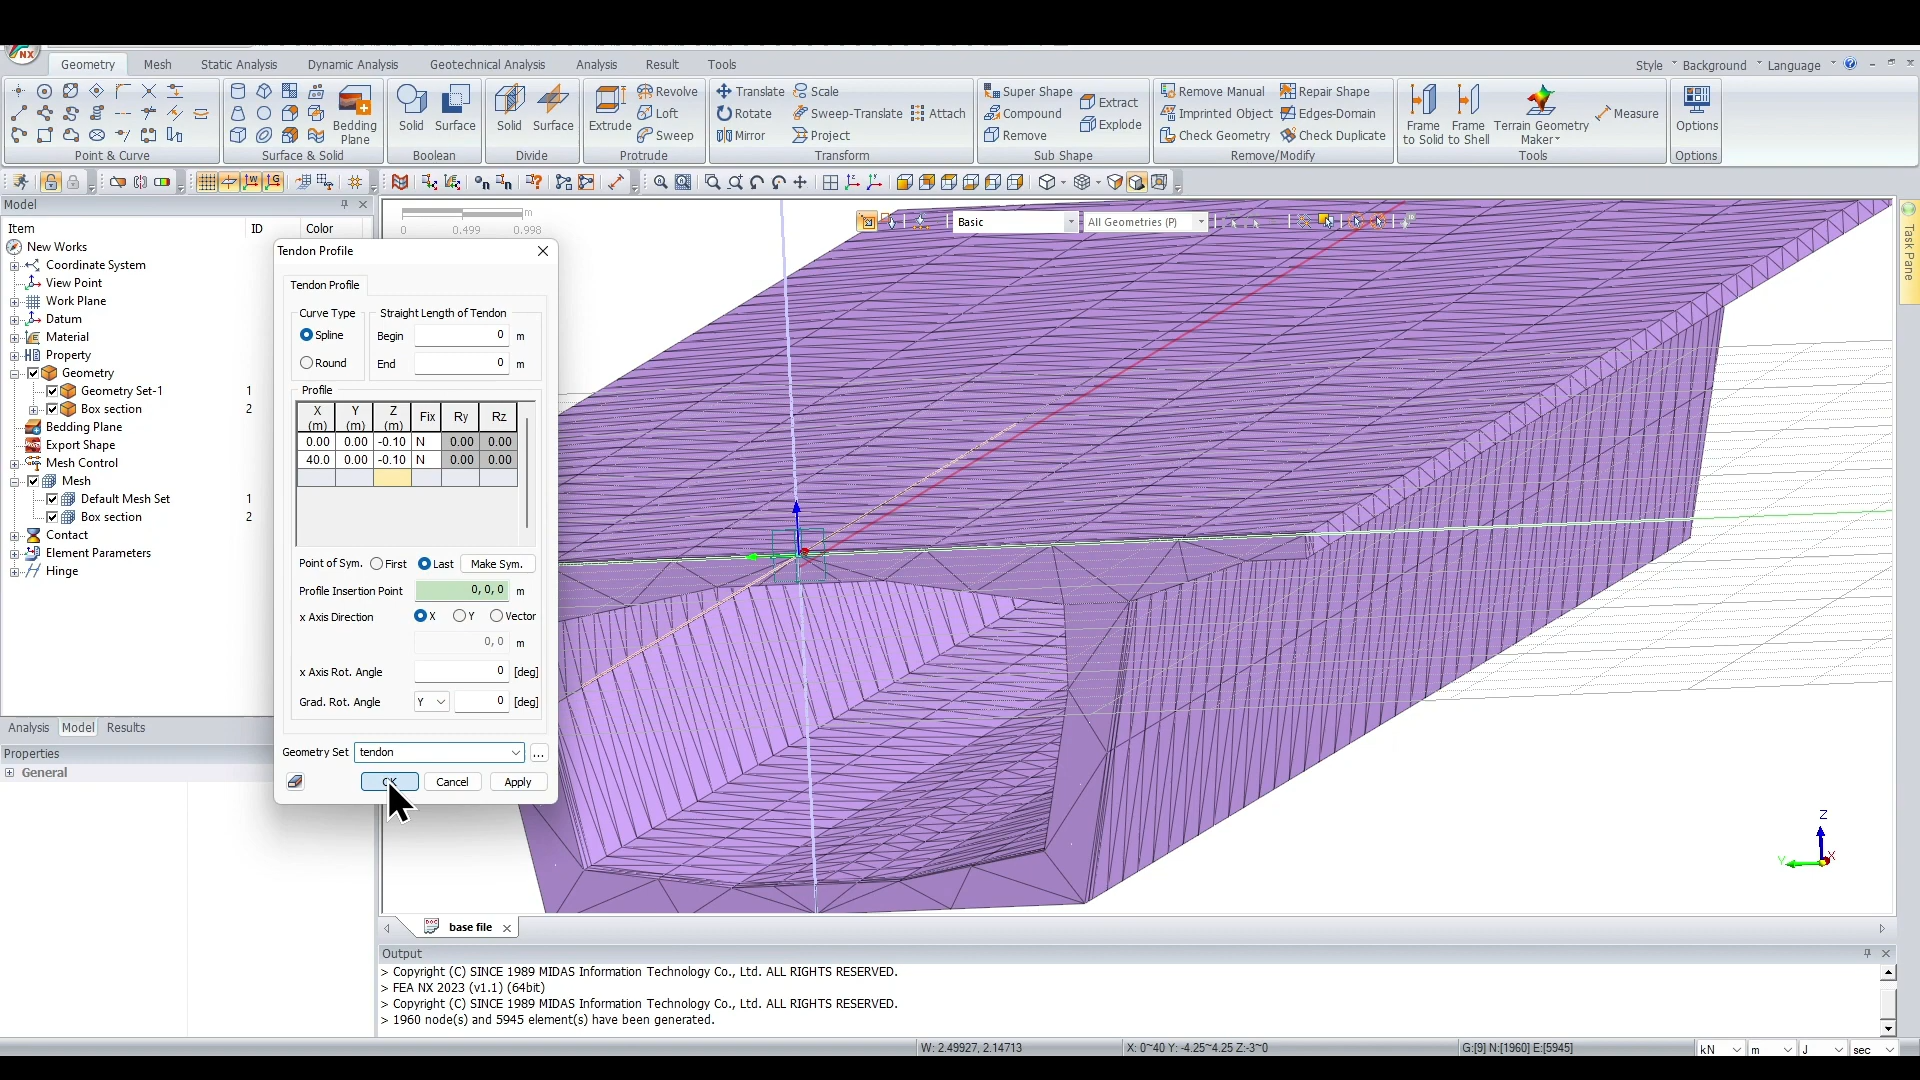 NX
Geometry Mesh Static Analysis Dynamic Analysis Geotechnical Analysis Analysis Result Tools
Style Background Language
Bedding Plane
Solid Surface
Solid Surface
Extrude
Revolve
Loft
Sweep
Translate Scale
Rotate Sweep-Translate Attach
Mirror Project
Super Shape
Compound
Remove
Extract
Explode
Remove Manual Repair Shape
Imprinted Object Edges-Domain
Check Geometry Check Duplicate
Frame to Solid
Frame to Shell
Terrain Geometry Maker
Measure
Options
Point & Curve Surface & Solid Boolean Divide Protrude Transform Sub Shape Remove/Modify Tools Options
Model
Item ID Color
New Works
Coordinate System
View Point
Work Plane
Datum
Material
Property
Geometry
Geometry Set-1 1
Box section 2
Bedding Plane
Export Shape
Mesh Control
Mesh
Default Mesh Set 1
Box section 2
Contact
Element Parameters
Hinge
Analysis Model Results
Properties
General
m
0 0.499 0.998
Basic
All Geometries (P)
Task Pane
Tendon Profile
Tendon Profile
Curve Type
Spline
Round
Straight Length of Tendon
Begin 0 m
End 0 m
Profile
X (m) Y (m) Z (m) Fix Ry Rz
0.00 0.00 -0.10 N 0.00 0.00
40.0 0.00 -0.10 N 0.00 0.00
Point of Sym. First Last Make Sym.
Profile Insertion Point 0, 0, 0 m
x Axis Direction X Y Vector
0, 0 m
x Axis Rot. Angle 0 [deg]
Grad. Rot. Angle Y 0 [deg]
Geometry Set tendon ...
OK Cancel Apply
Z
Y
X
base file
Output
> Copyright (C) SINCE 1989 MIDAS Information Technology Co., Ltd. ALL RIGHTS RESERVED.
> FEA NX 2023 (v1.1) (64bit)
> Copyright (C) SINCE 1989 MIDAS Information Technology Co., Ltd. ALL RIGHTS RESERVED.
> 1960 node(s) and 5945 element(s) have been generated.
W: 2.49927, 2.14713
X: 0~40 Y: -4.25~4.25 Z:-3~0
G:[9] N:[1960] E:[5945]
kN m J sec